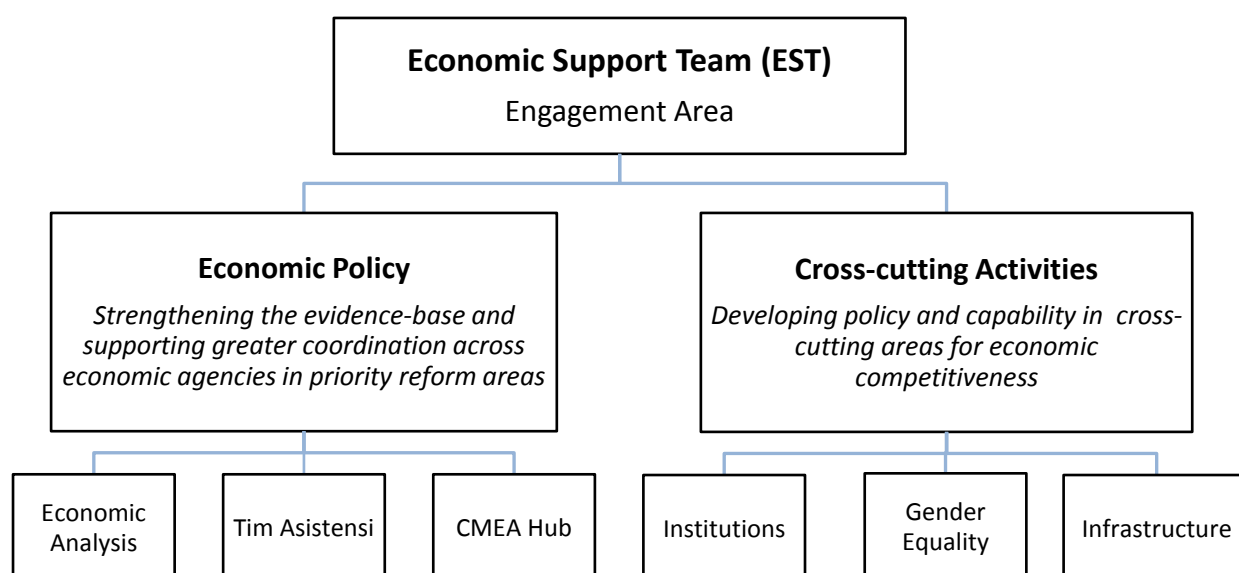 Economic Support Team (EST)
Engagement Area
Economic Policy
Strengthening the evidence-base and
supporting greater coordination across
economic agencies in priority reform areas
Cross-cutting Activities
Developing policy and capability in  cross-
cutting areas for economic
competitiveness
Economic
Analysis
Tim Asistensi
CMEA Hub
Institutions
Gender
Equality
Infrastructure